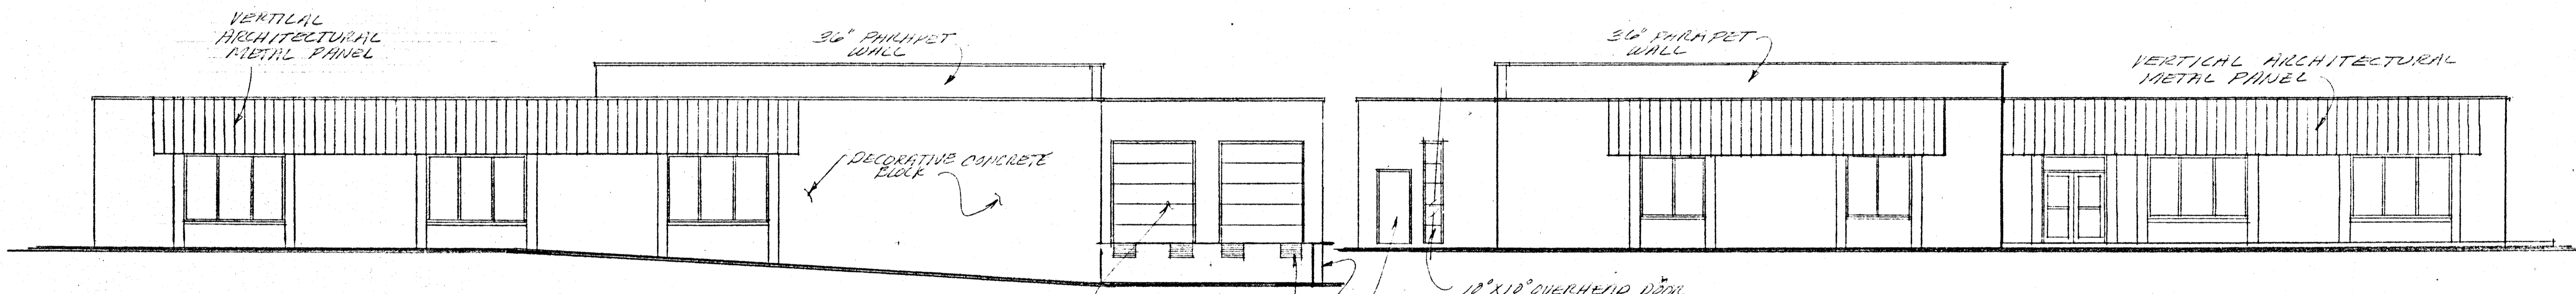 VERTICAL
ARCHITECTURAL
METAL PANEL
36" PARAPET
WALL
DECORATIVE CONCRETE
BLOCK
36" PARAPET
WALL
VERTICAL ARCHITECTURAL
METAL PANEL
10°X10° OVERHEAD DOOR